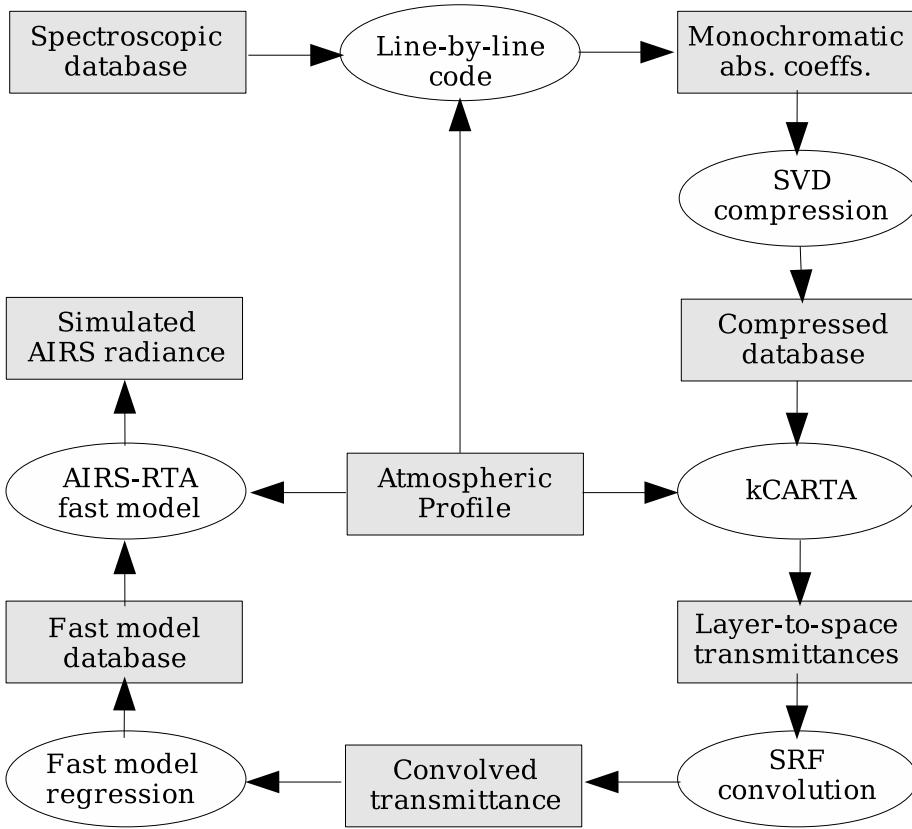 Spectroscopic
database
Line-by-line
code
Monochromatic
abs. coeffs.
SVD
compression
Simulated
AIRS radiance
Compressed
database
AIRS-RTA
fast model
Atmospheric
Profile
kCARTA
Fast model
database
Layer-to-space
transmittances
Fast model
regression
Convolved
transmittance
SRF
convolution